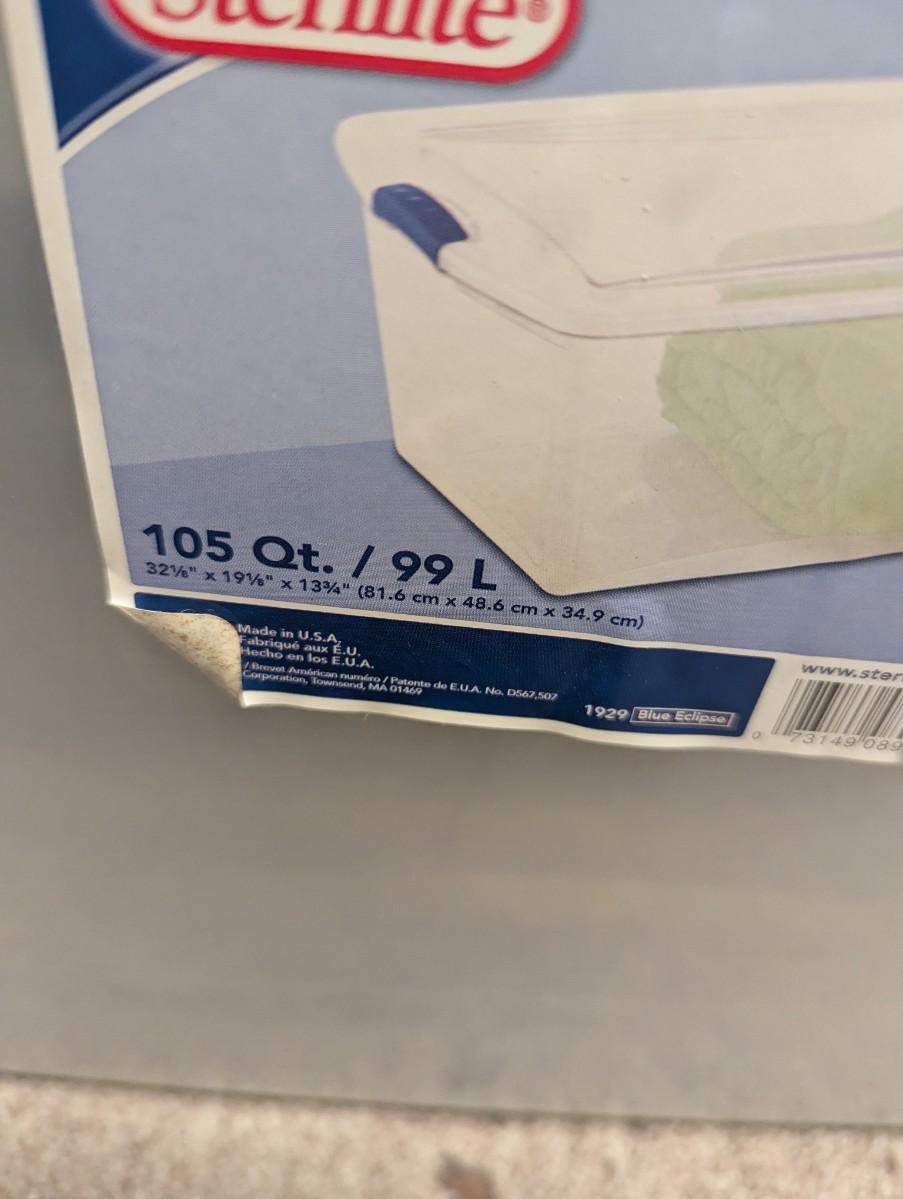 Sterilite®
105 Qt. / 99 L
32⅛" x 19⅛" x 13¾" (81.6 cm x 48.6 cm x 34.9 cm)
Made in U.S.A.
Fabriqué aux É.U.
Hecho en los E.U.A.
/ Brevet Américan numéro / Patente de E.U.A. No. D567,507
Corporation, Townsend, MA 01469
1929 Blue Eclipse
www.ster
0 73149 089